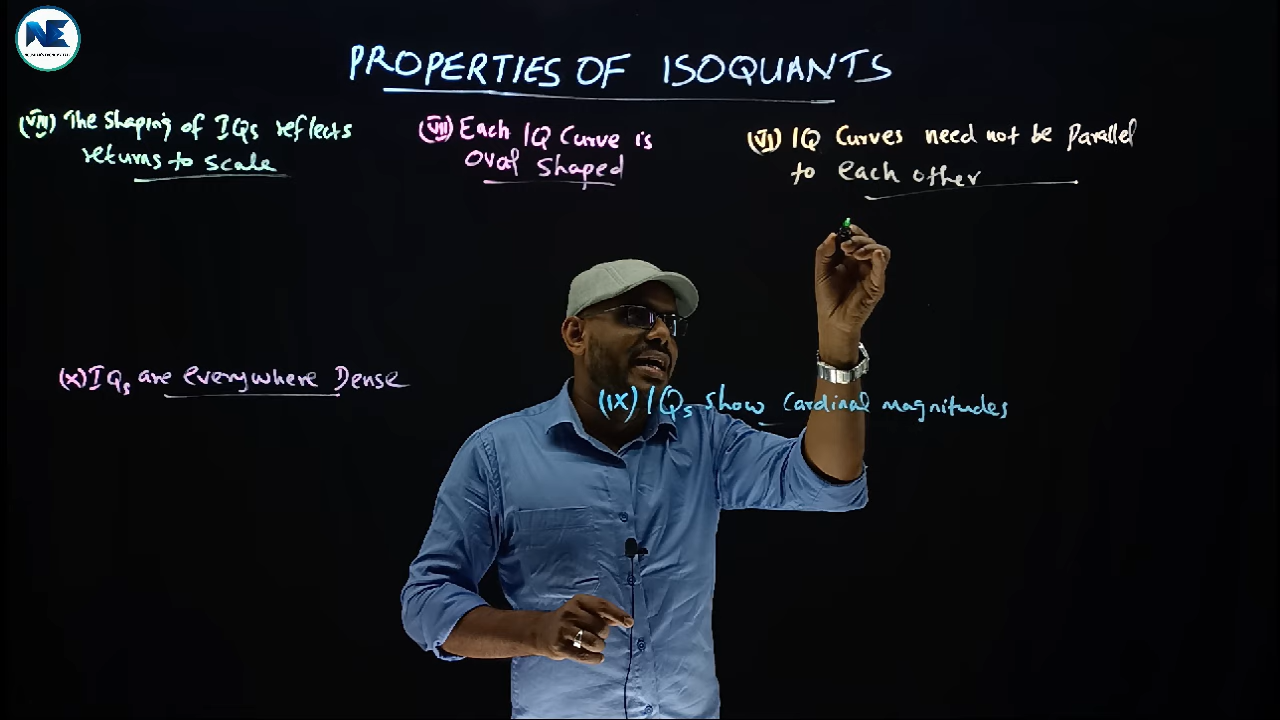 NE
PROPERTIES OF ISOQUANTS
(VIII) The Shaping of IQs reflects
returns to Scale
(VII) Each IQ Curve is
Oval Shaped
(VI) IQ Curves need not be Parallel
to each other
(X) IQs are everywhere Dense
(IX) IQs show Cardinal magnitudes